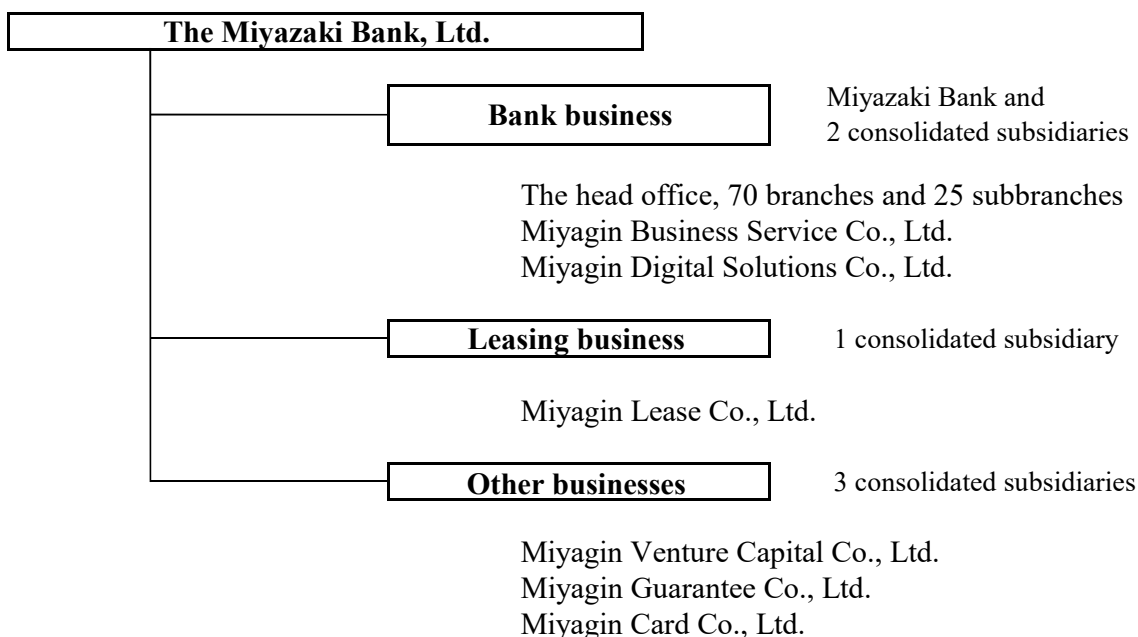 The Miyazaki Bank, Ltd.
Bank business
Miyazaki Bank and
2 consolidated subsidiaries
The head office, 70 branches and 25 subbranches
Miyagin Business Service Co., Ltd.
Miyagin Digital Solutions Co., Ltd.
Leasing business
1 consolidated subsidiary
Miyagin Lease Co., Ltd.
Other businesses
3 consolidated subsidiaries
Miyagin Venture Capital Co., Ltd.
Miyagin Guarantee Co., Ltd.
Miyagin Card Co., Ltd.